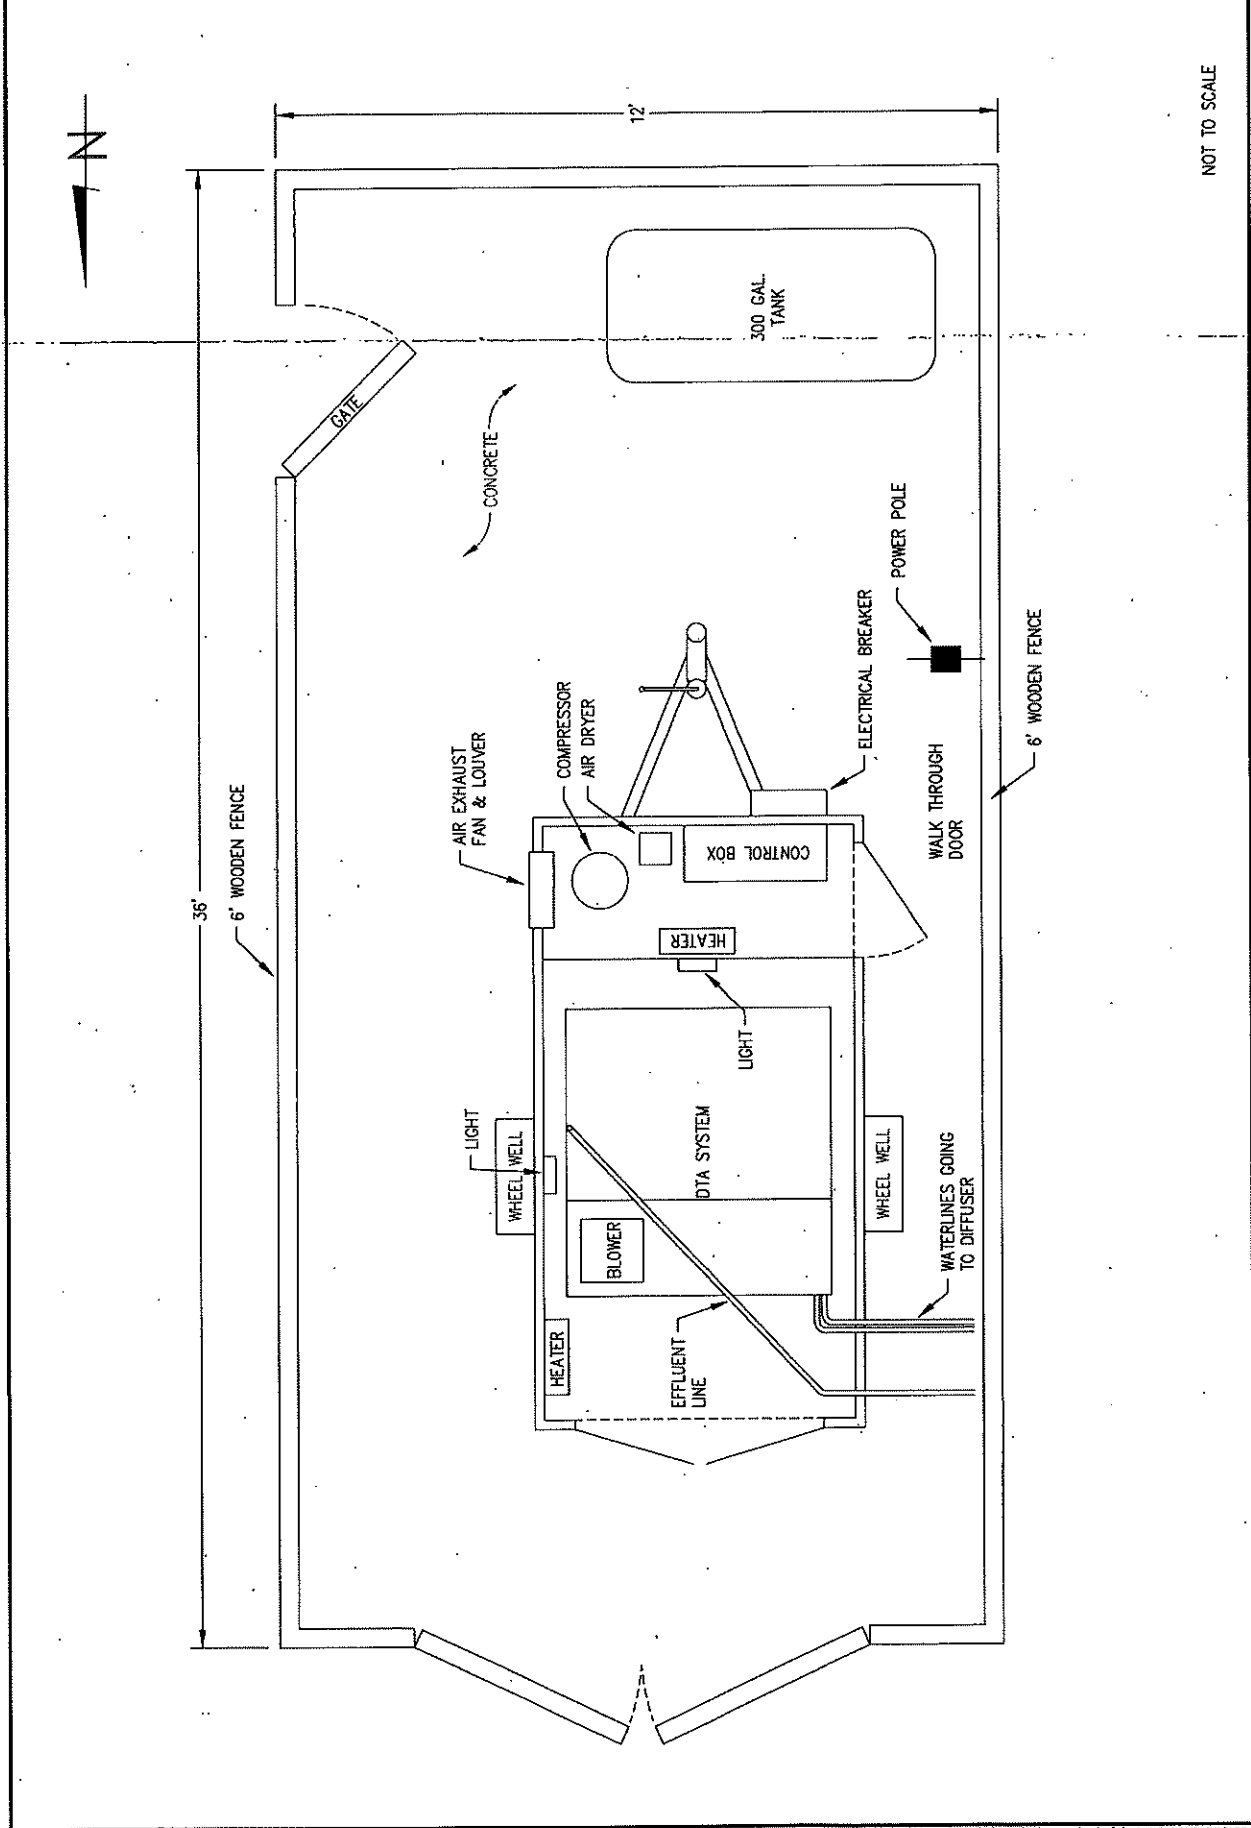 N
36'
12'
6' WOODEN FENCE
GATE
CONCRETE
300 GAL.
TANK
AIR EXHAUST
FAN & LOUVER
COMPRESSOR
AIR DRYER
CONTROL BOX
HEATER
LIGHT
ELECTRICAL BREAKER
POWER POLE
WALK THROUGH
DOOR
6' WOODEN FENCE
LIGHT
WHEEL WELL
BLOWER
DTA SYSTEM
HEATER
EFFLUENT
LINE
WHEEL WELL
WATERLINES GOING
TO DIFFUSER
NOT TO SCALE